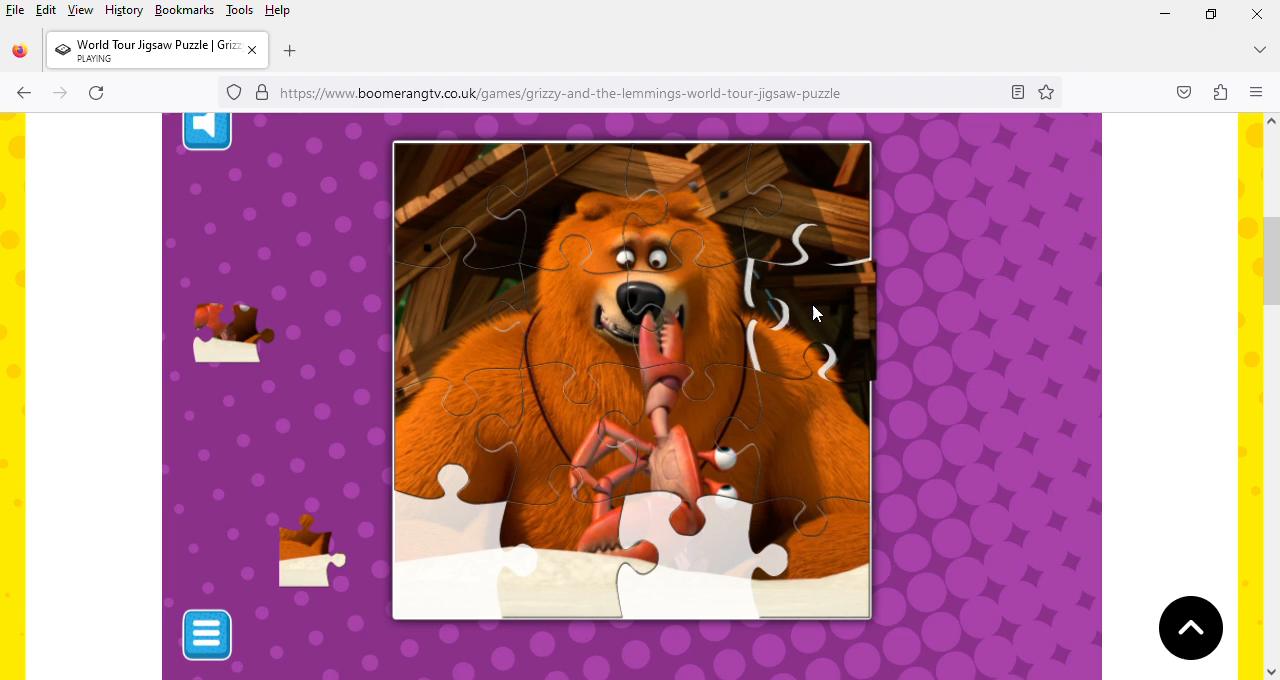 File Edit View History Bookmarks Tools Help
World Tour Jigsaw Puzzle | Grizz
PLAYING
https://www.boomerangtv.co.uk/games/grizzy-and-the-lemmings-world-tour-jigsaw-puzzle